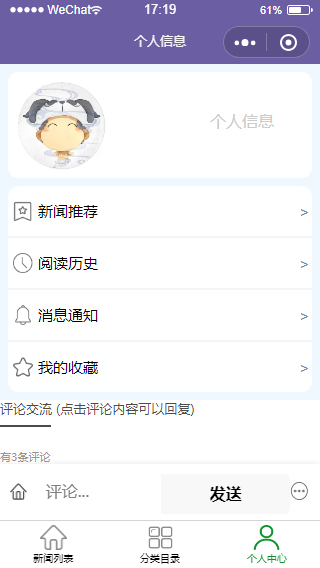 WeChat 17:19 61%
个人信息
个人信息
新闻推荐 >
阅读历史 >
消息通知 >
我的收藏 >
评论交流 (点击评论内容可以回复)
有3条评论
评论... 发送
新闻列表 分类目录 个人中心